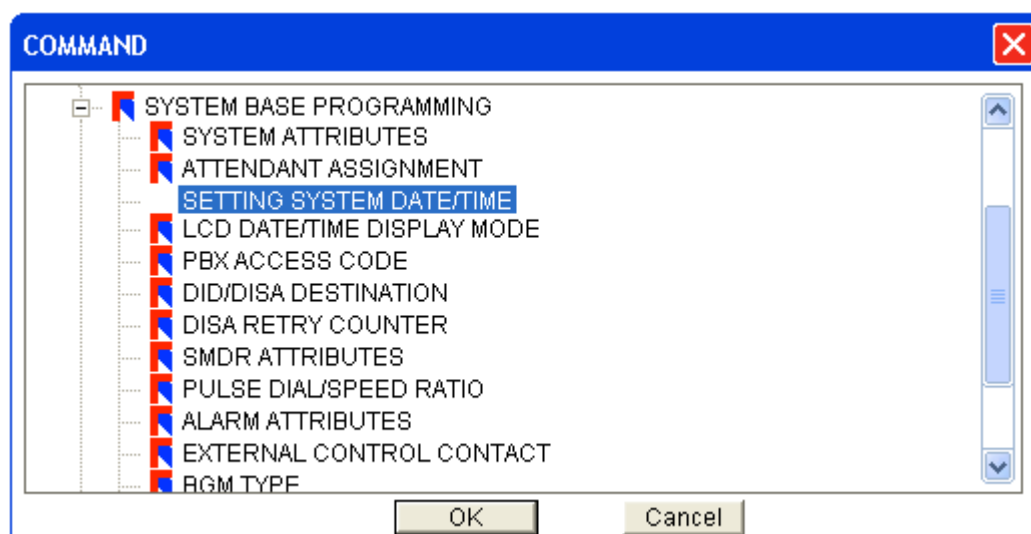 COMMAND
SYSTEM BASE PROGRAMMING
SYSTEM ATTRIBUTES
ATTENDANT ASSIGNMENT
SETTING SYSTEM DATE/TIME
LCD DATE/TIME DISPLAY MODE
PBX ACCESS CODE
DID/DISA DESTINATION
DISA RETRY COUNTER
SMDR ATTRIBUTES
PULSE DIAL/SPEED RATIO
ALARM ATTRIBUTES
EXTERNAL CONTROL CONTACT
BGM TYPE
OK Cancel